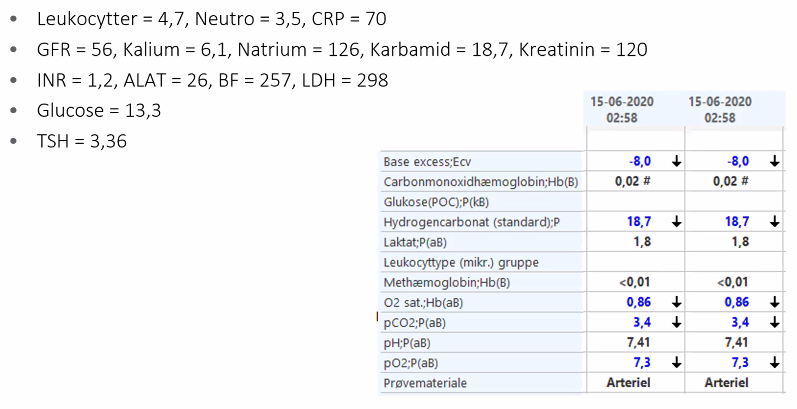 • Leukocytter = 4,7, Neutro = 3,5, CRP = 70
• GFR = 56, Kalium = 6,1, Natrium = 126, Karbamid = 18,7, Kreatinin = 120
• INR = 1,2, ALAT = 26, BF = 257, LDH = 298
• Glucose = 13,3
• TSH = 3,36
15-06-2020 15-06-2020
02:58 02:58
Base excess;Ecv -8,0 ↓ -8,0 ↓
Carbonmonoxidhæmoglobin;Hb(B) 0,02 # 0,02 #
Glukose(POC);P(kB)
Hydrogencarbonat (standard);P 18,7 ↓ 18,7 ↓
Laktat;P(aB) 1,8 1,8
Leukocyttype (mikr.) gruppe
Methæmoglobin;Hb(B) <0,01 <0,01
O2 sat.;Hb(aB) 0,86 ↓ 0,86 ↓
pCO2;P(aB) 3,4 ↓ 3,4 ↓
pH;P(aB) 7,41 7,41
pO2;P(aB) 7,3 ↓ 7,3 ↓
Prøvemateriale Arteriel Arteriel